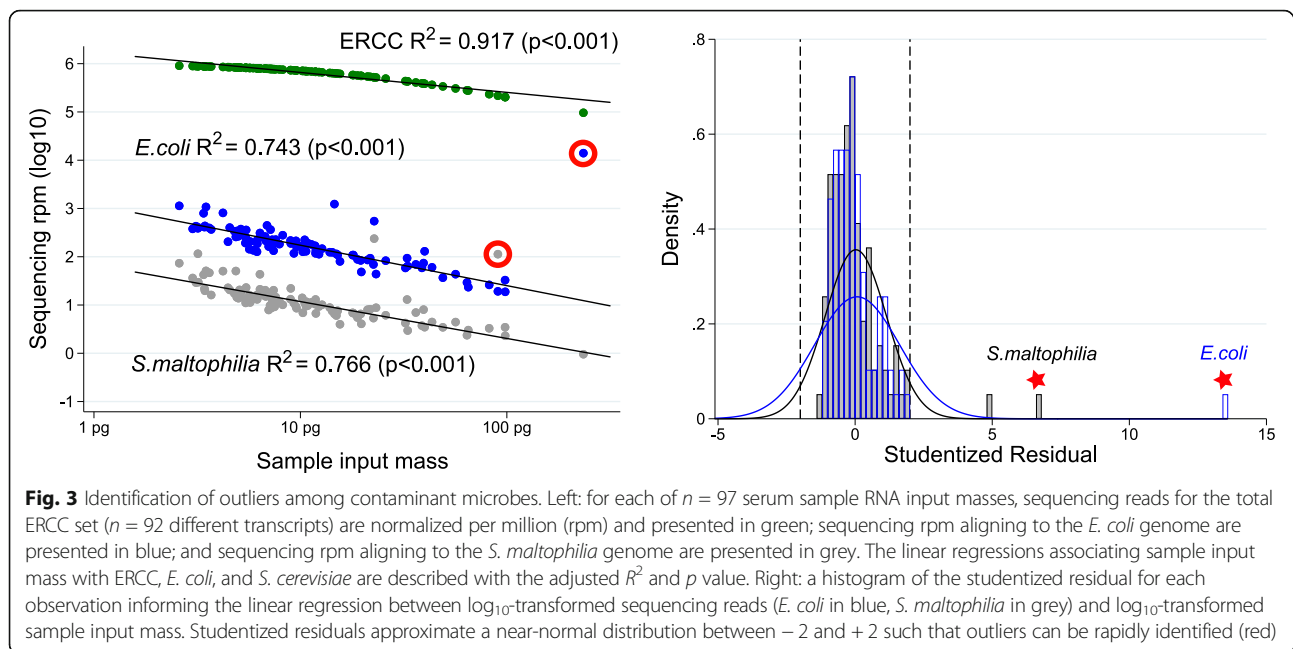 ERCC R² = 0.917 (p<0.001)
6
5
E.coli R² = 0.743 (p<0.001)
4
3
2
1
S.maltophilia R² = 0.766 (p<0.001)
0
-1
Sequencing rpm (log10)
1 pg 10 pg 100 pg
Sample input mass
.8
.6
.4
.2
0
Density
S.maltophilia
E.coli
-5 0 5 10 15
Studentized Residual
Fig. 3 Identification of outliers among contaminant microbes. Left: for each of n = 97 serum sample RNA input masses, sequencing reads for the total
ERCC set (n = 92 different transcripts) are normalized per million (rpm) and presented in green; sequencing rpm aligning to the E. coli genome are
presented in blue; and sequencing rpm aligning to the S. maltophilia genome are presented in grey. The linear regressions associating sample input
mass with ERCC, E. coli, and S. cerevisiae are described with the adjusted R² and p value. Right: a histogram of the studentized residual for each
observation informing the linear regression between log₁₀-transformed sequencing reads (E. coli in blue, S. maltophilia in grey) and log₁₀-transformed
sample input mass. Studentized residuals approximate a near-normal distribution between − 2 and + 2 such that outliers can be rapidly identified (red)